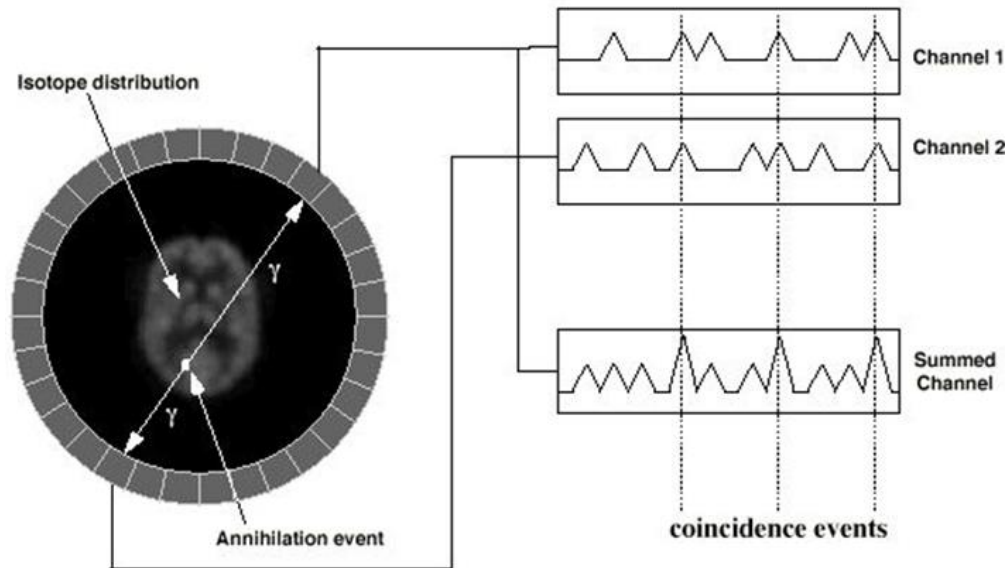 Isotope distribution
γ
γ
Annihilation event
Channel 1
Channel 2
Summed
Channel
coincidence events